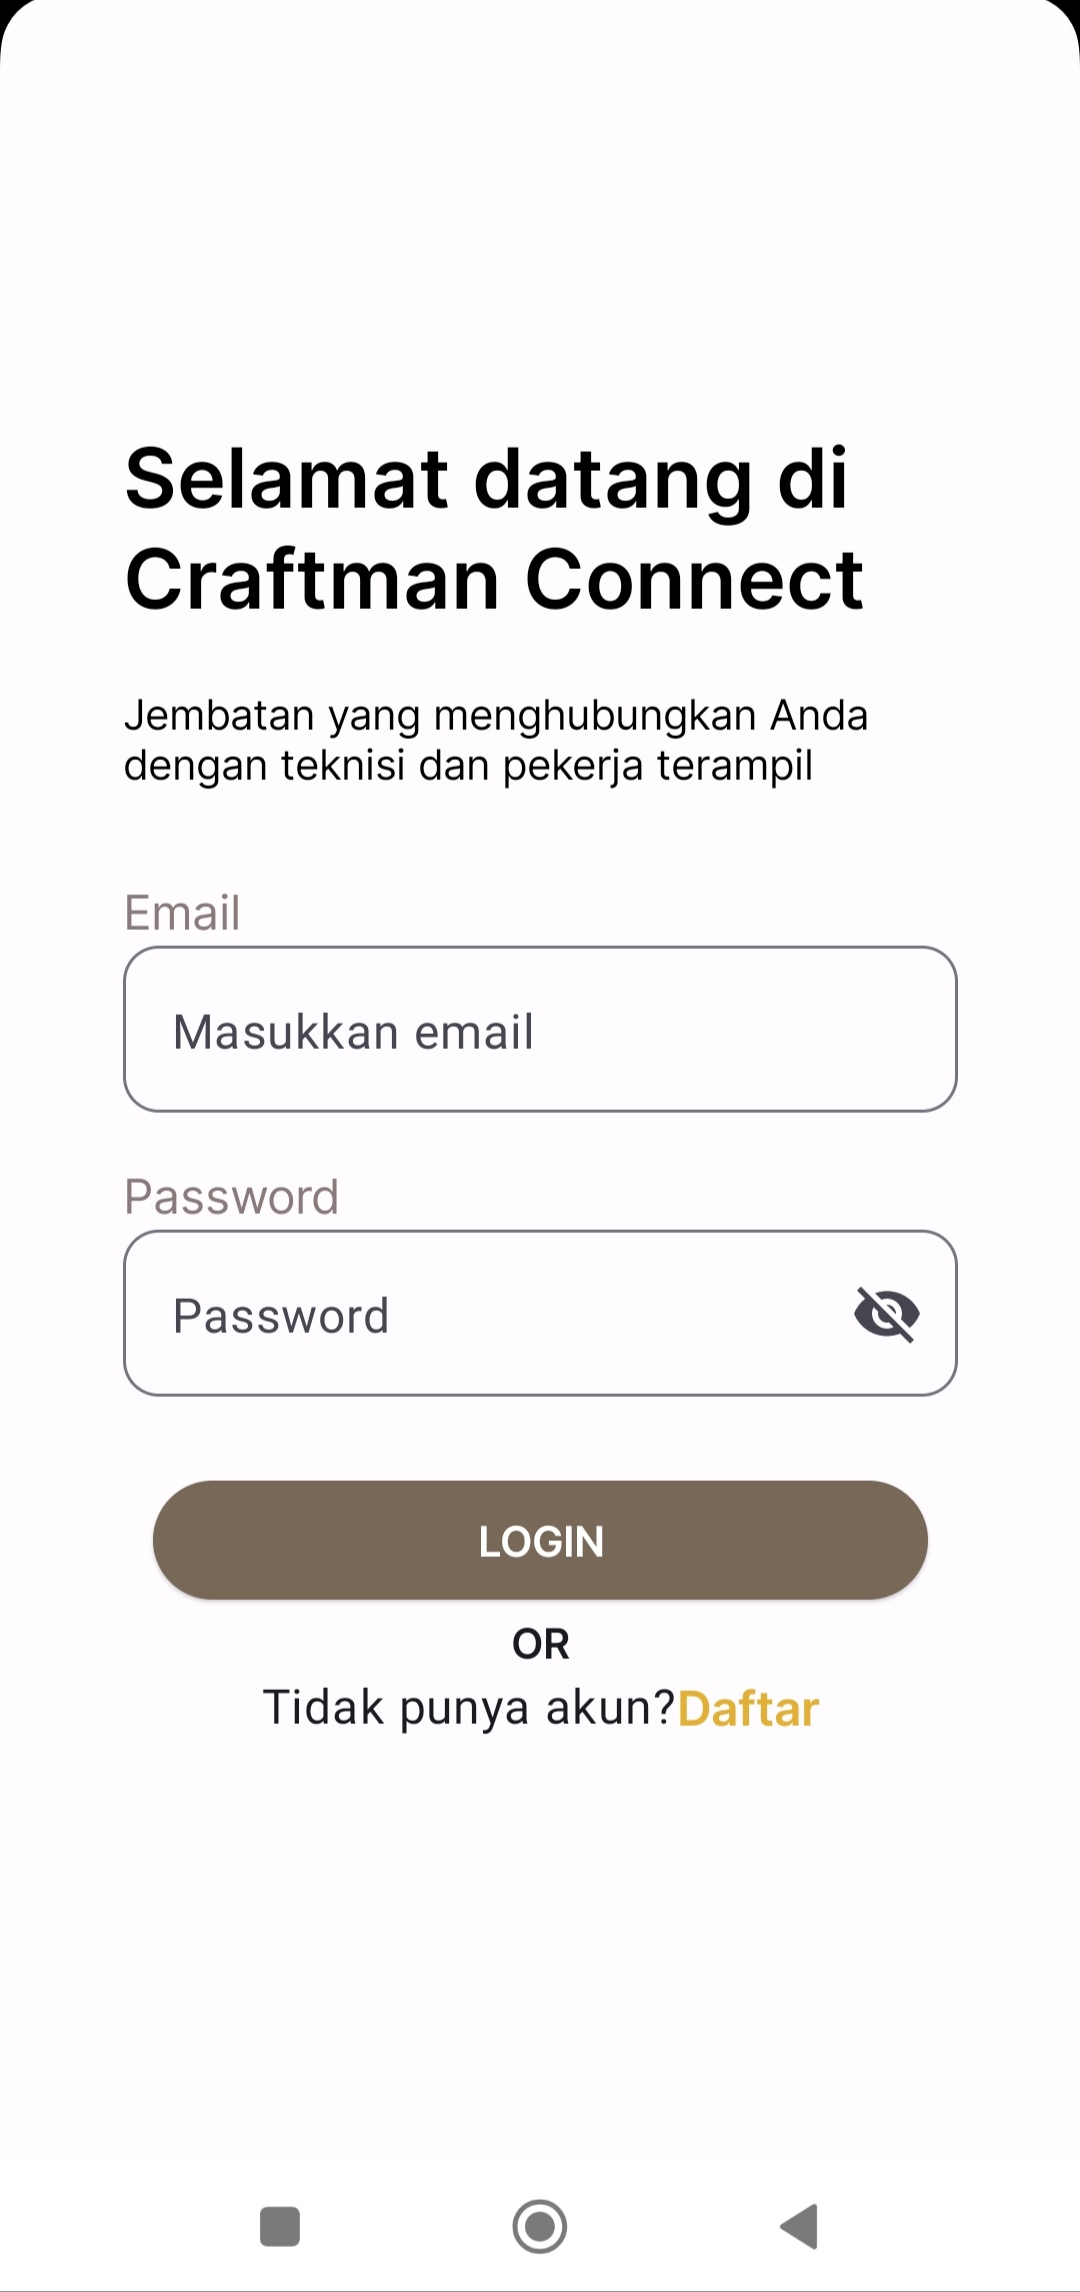 Selamat datang di
Craftman Connect
Jembatan yang menghubungkan Anda
dengan teknisi dan pekerja terampil
Email
Masukkan email
Password
Password
LOGIN
OR
Tidak punya akun?Daftar